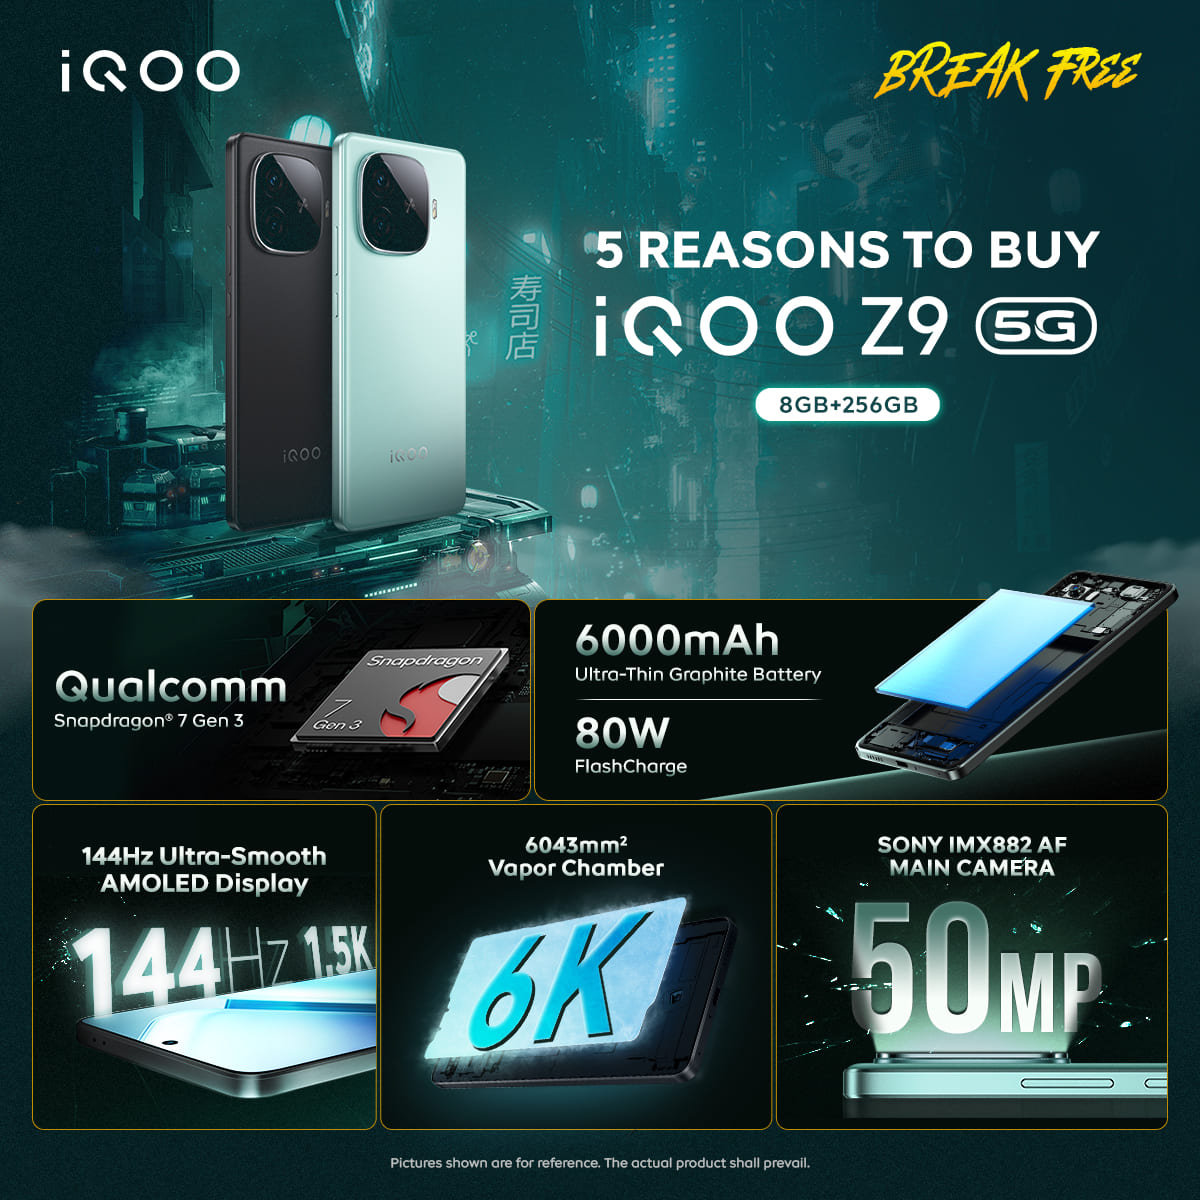 iQOO
BREAK FREE
iQOO
iQOO
寿司店
5 REASONS TO BUY
iQOO Z9 5G
8GB+256GB
Qualcomm
Snapdragon® 7 Gen 3
Snapdragon
7
Gen 3
6000mAh
Ultra-Thin Graphite Battery
80W
FlashCharge
144Hz Ultra-Smooth
AMOLED Display
144Hz 1.5K
6043mm²
Vapor Chamber
6K
SONY IMX882 AF
MAIN CAMERA
50MP
Pictures shown are for reference. The actual product shall prevail.